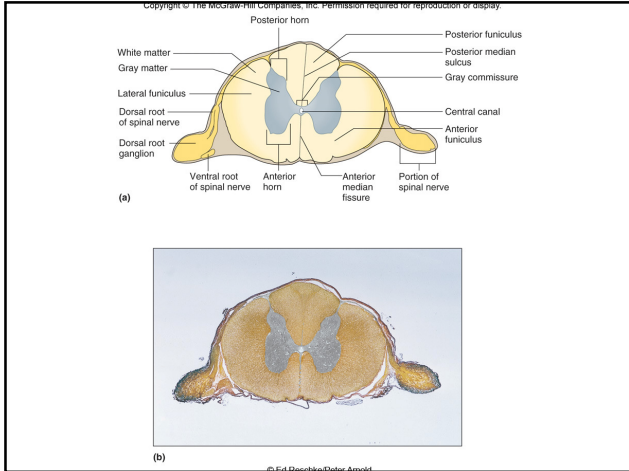 Copyright © The McGraw-Hill Companies, Inc. Permission required for reproduction or display.
Posterior horn
Posterior funiculus
White matter
Posterior median
sulcus
Gray matter
Gray commissure
Lateral funiculus
Dorsal root
of spinal nerve
Central canal
Anterior
funiculus
Dorsal root
ganglion
Ventral root
of spinal nerve
Anterior
horn
Anterior
median
fissure
Portion of
spinal nerve
(a)
(b)
© Ed Reschke/Peter Arnold